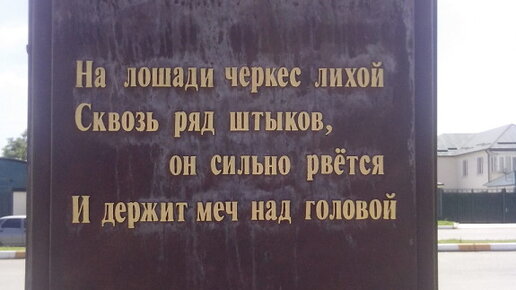 На лошади черкес лихой
Сквозь ряд штыков,
он сильно рвётся
И держит меч над головой